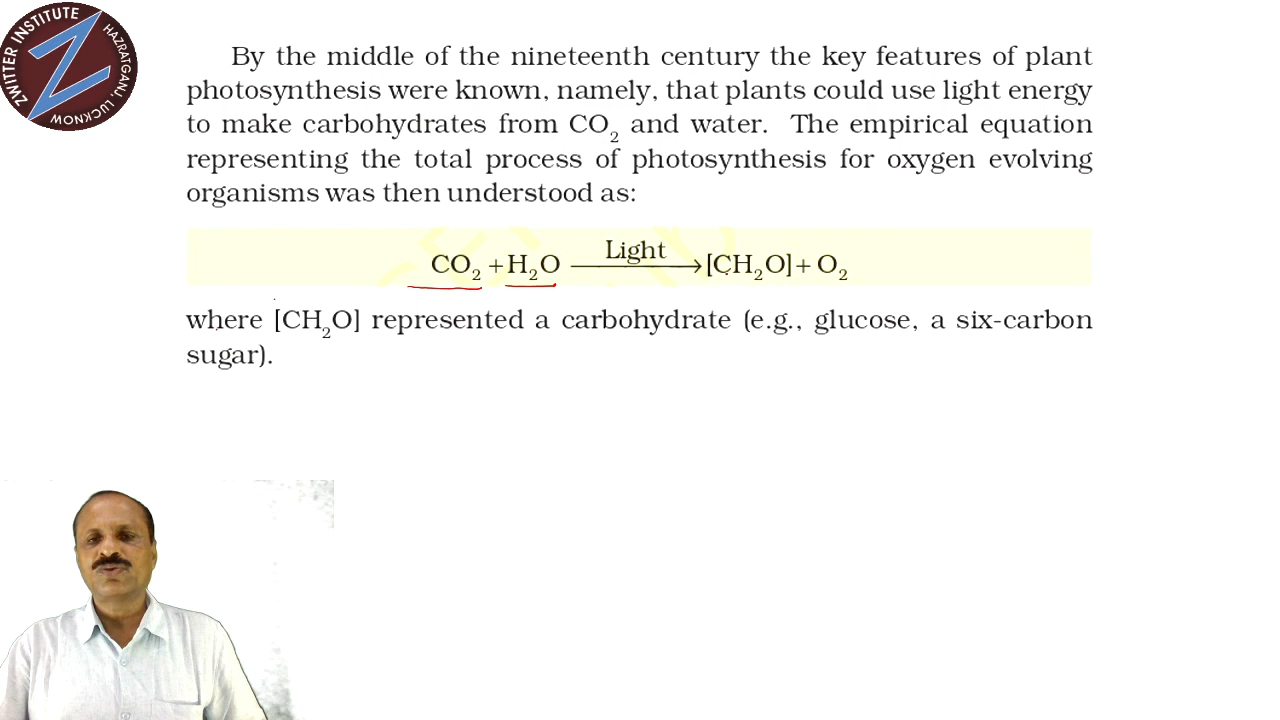 ZWITTER INSTITUTE
HAZRATGANJ, LUCKNOW
Z
By the middle of the nineteenth century the key features of plant
photosynthesis were known, namely, that plants could use light energy
to make carbohydrates from CO₂ and water. The empirical equation
representing the total process of photosynthesis for oxygen evolving
organisms was then understood as:
CO₂ + H₂O —Light→ [CH₂O] + O₂
where [CH₂O] represented a carbohydrate (e.g., glucose, a six-carbon
sugar).